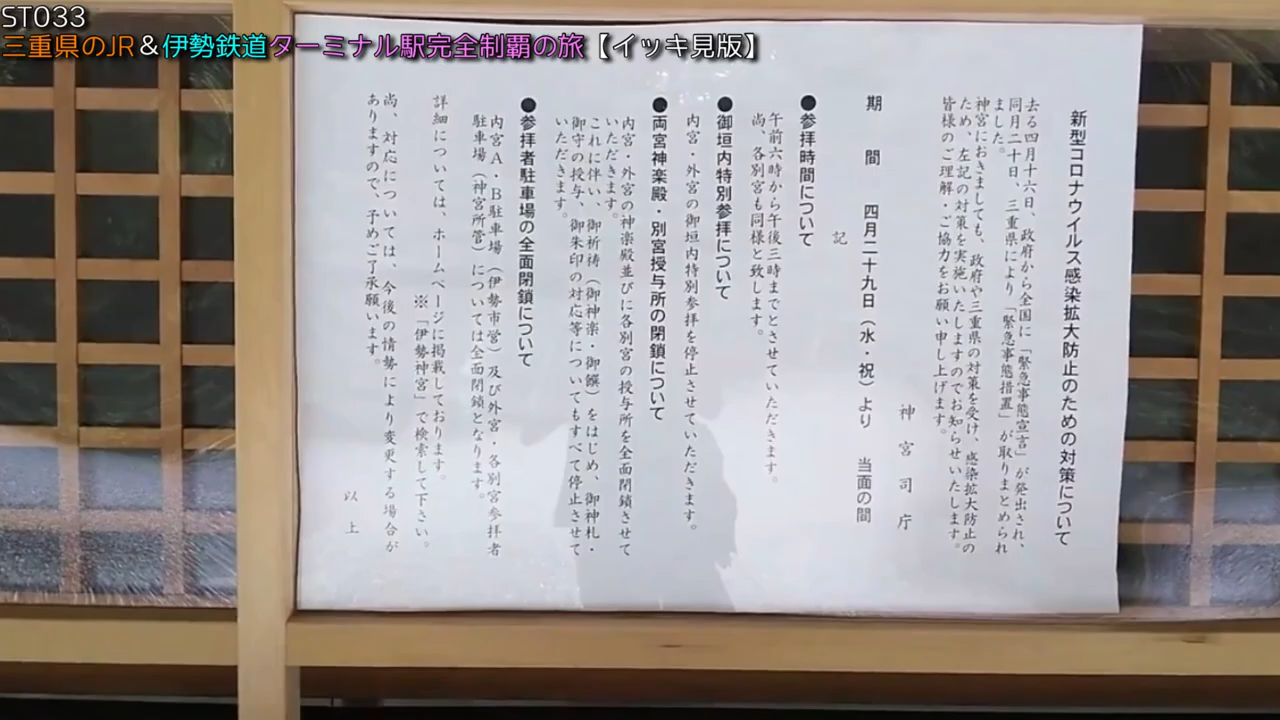 ST033
三重県のJR＆伊勢鉄道ターミナル駅完全制覇の旅【イッキ見版】
新型コロナウイルス感染拡大防止のための対策について
去る四月十六日、政府から全国に「緊急事態宣言」が発出され、
同月二十日、三重県により「緊急事態措置」が取りまとめられ
ました。
神宮におきましても、政府や三重県の対策を受け、感染拡大防止の
ため、左記の対策を実施いたしますのでお知らせいたします。
皆様のご理解・ご協力をお願い申し上げます。
神宮司庁
期間 四月二十九日（水・祝）より 当面の間
記
●参拝時間について
午前六時から午後三時までとさせていただきます。
尚、各別宮も同様と致します。
●御垣内特別参拝について
内宮・外宮の御垣内特別参拝を停止させていただきます。
●両宮神楽殿・別宮授与所の閉鎖について
内宮・外宮の神楽殿並びに各別宮の授与所を全面閉鎖させて
いただきます。
これに伴い、御祈祷（御神楽・御饌）をはじめ、御神札・
御守の授与、御朱印の対応等についてもすべて停止させて
いただきます。
●参拝者駐車場の全面閉鎖について
内宮A・B駐車場（伊勢市営）及び外宮・各別宮参拝者
駐車場（神宮所管）については全面閉鎖となります。
詳細については、ホームページに掲載しております。
※「伊勢神宮」で検索して下さい。
尚、対応については、今後の情勢により変更する場合が
ありますので、予めご了承願います。
以上